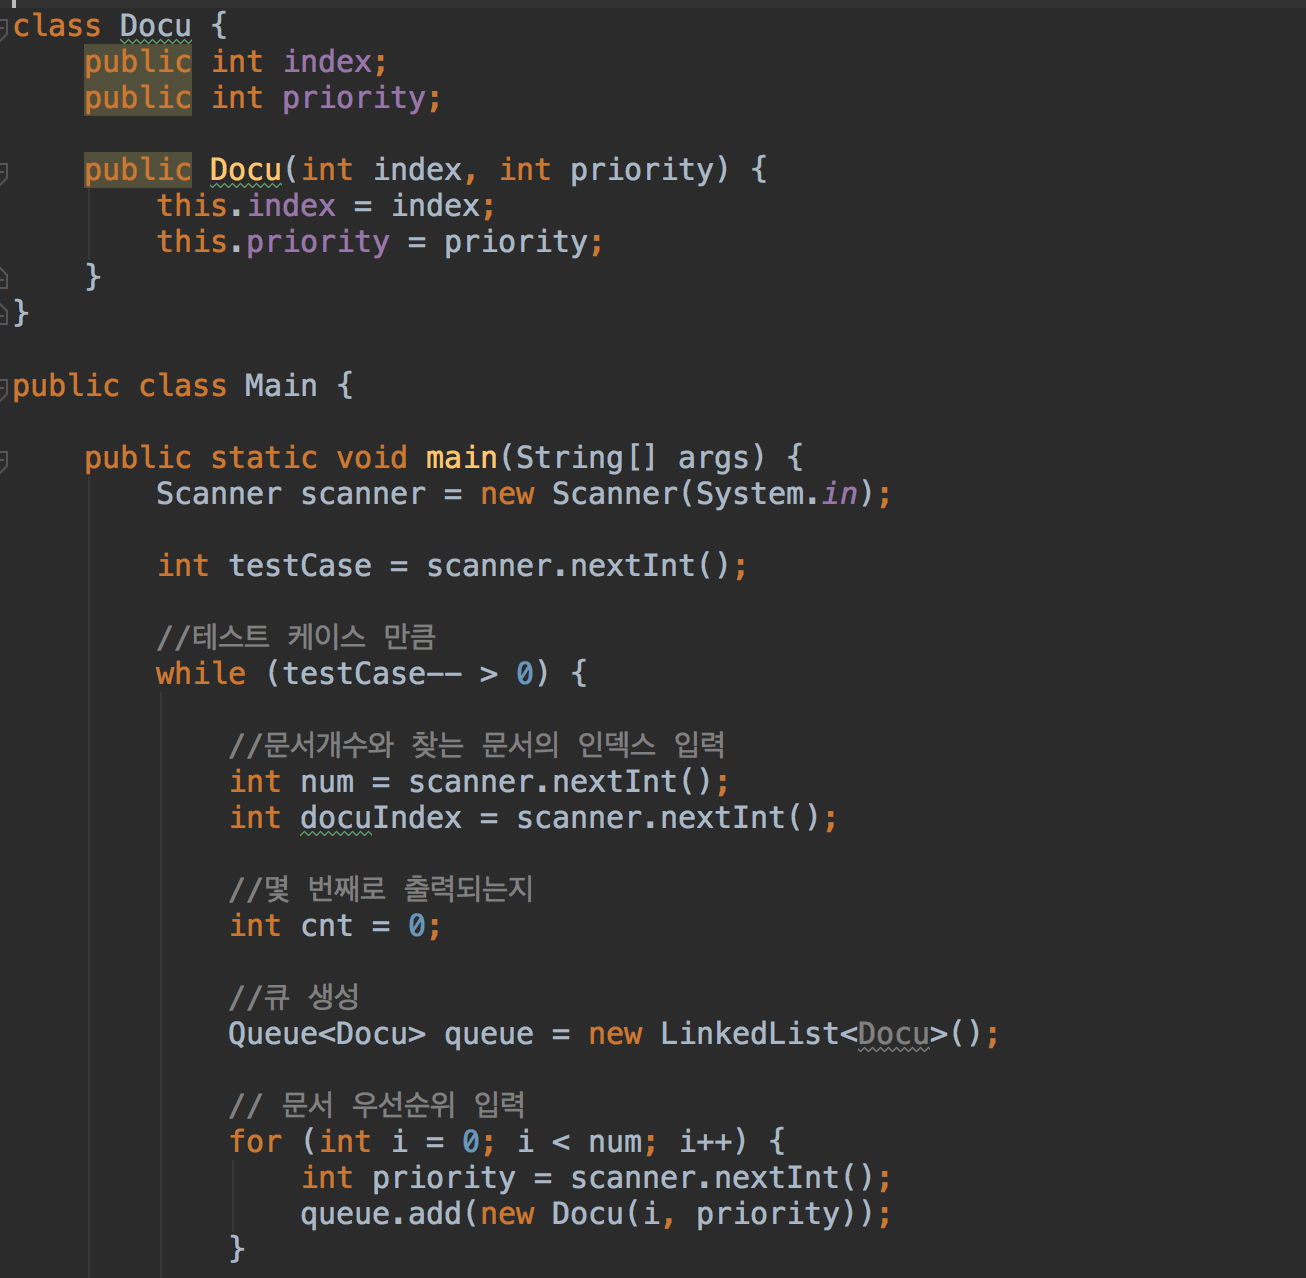 class Docu {
    public int index;
    public int priority;

    public Docu(int index, int priority) {
        this.index = index;
        this.priority = priority;
    }
}

public class Main {

    public static void main(String[] args) {
        Scanner scanner = new Scanner(System.in);

        int testCase = scanner.nextInt();

        //테스트 케이스 만큼
        while (testCase-- > 0) {

            //문서개수와 찾는 문서의 인덱스 입력
            int num = scanner.nextInt();
            int docuIndex = scanner.nextInt();

            //몇 번째로 출력되는지
            int cnt = 0;

            //큐 생성
            Queue<Docu> queue = new LinkedList<Docu>();

            // 문서 우선순위 입력
            for (int i = 0; i < num; i++) {
                int priority = scanner.nextInt();
                queue.add(new Docu(i, priority));
            }